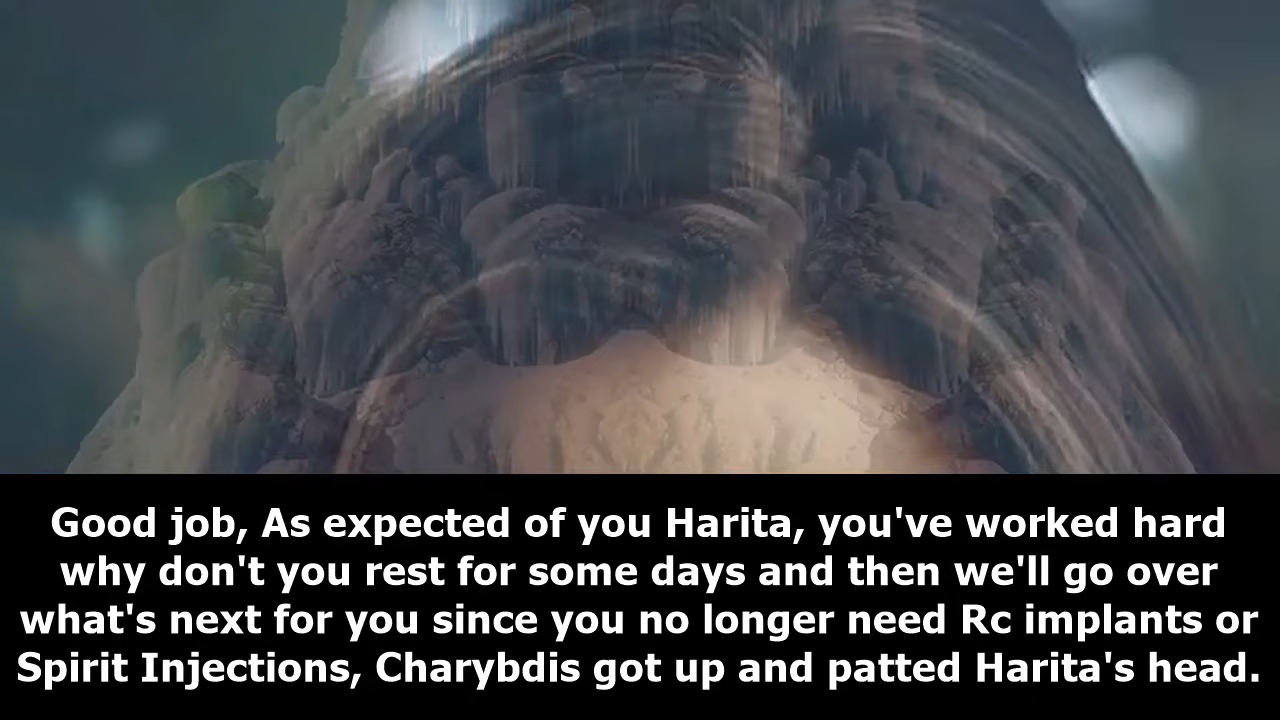 Good job, As expected of you Harita, you've worked hard
why don't you rest for some days and then we'll go over
what's next for you since you no longer need Rc implants or
Spirit Injections, Charybdis got up and patted Harita's head.